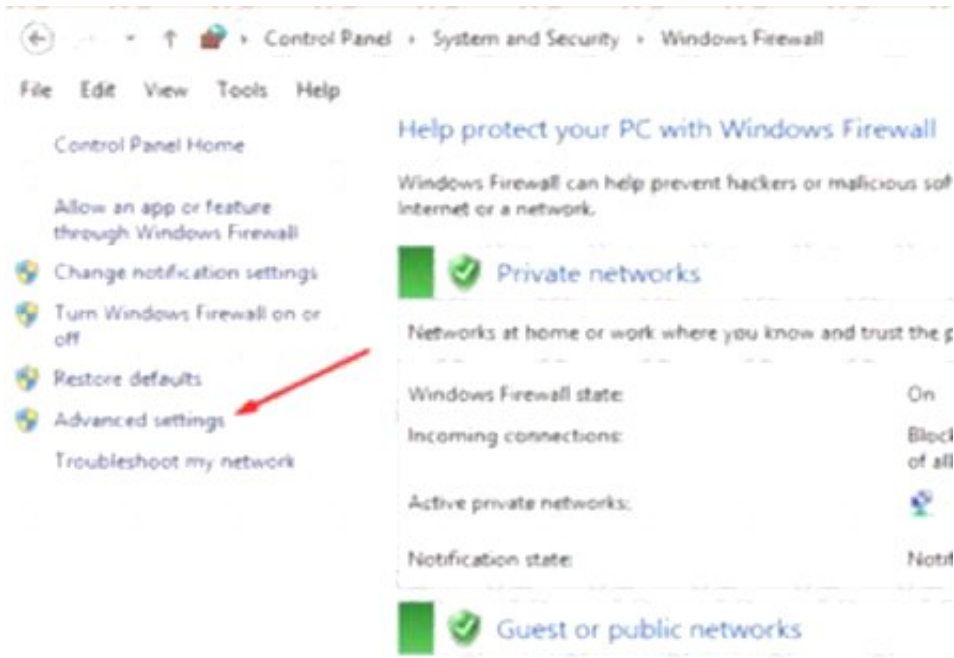 Control Panel › System and Security › Windows Firewall
File Edit View Tools Help
Control Panel Home
Allow an app or feature
through Windows Firewall
Change notification settings
Turn Windows Firewall on or
off
Restore defaults
Advanced settings
Troubleshoot my network
Help protect your PC with Windows Firewall
Windows Firewall can help prevent hackers or malicious sof
Internet or a network.
Private networks
Networks at home or work where you know and trust the p
Windows Firewall state: On
Incoming connections: Block
of all
Active private networks:
Notification state: Notif
Guest or public networks